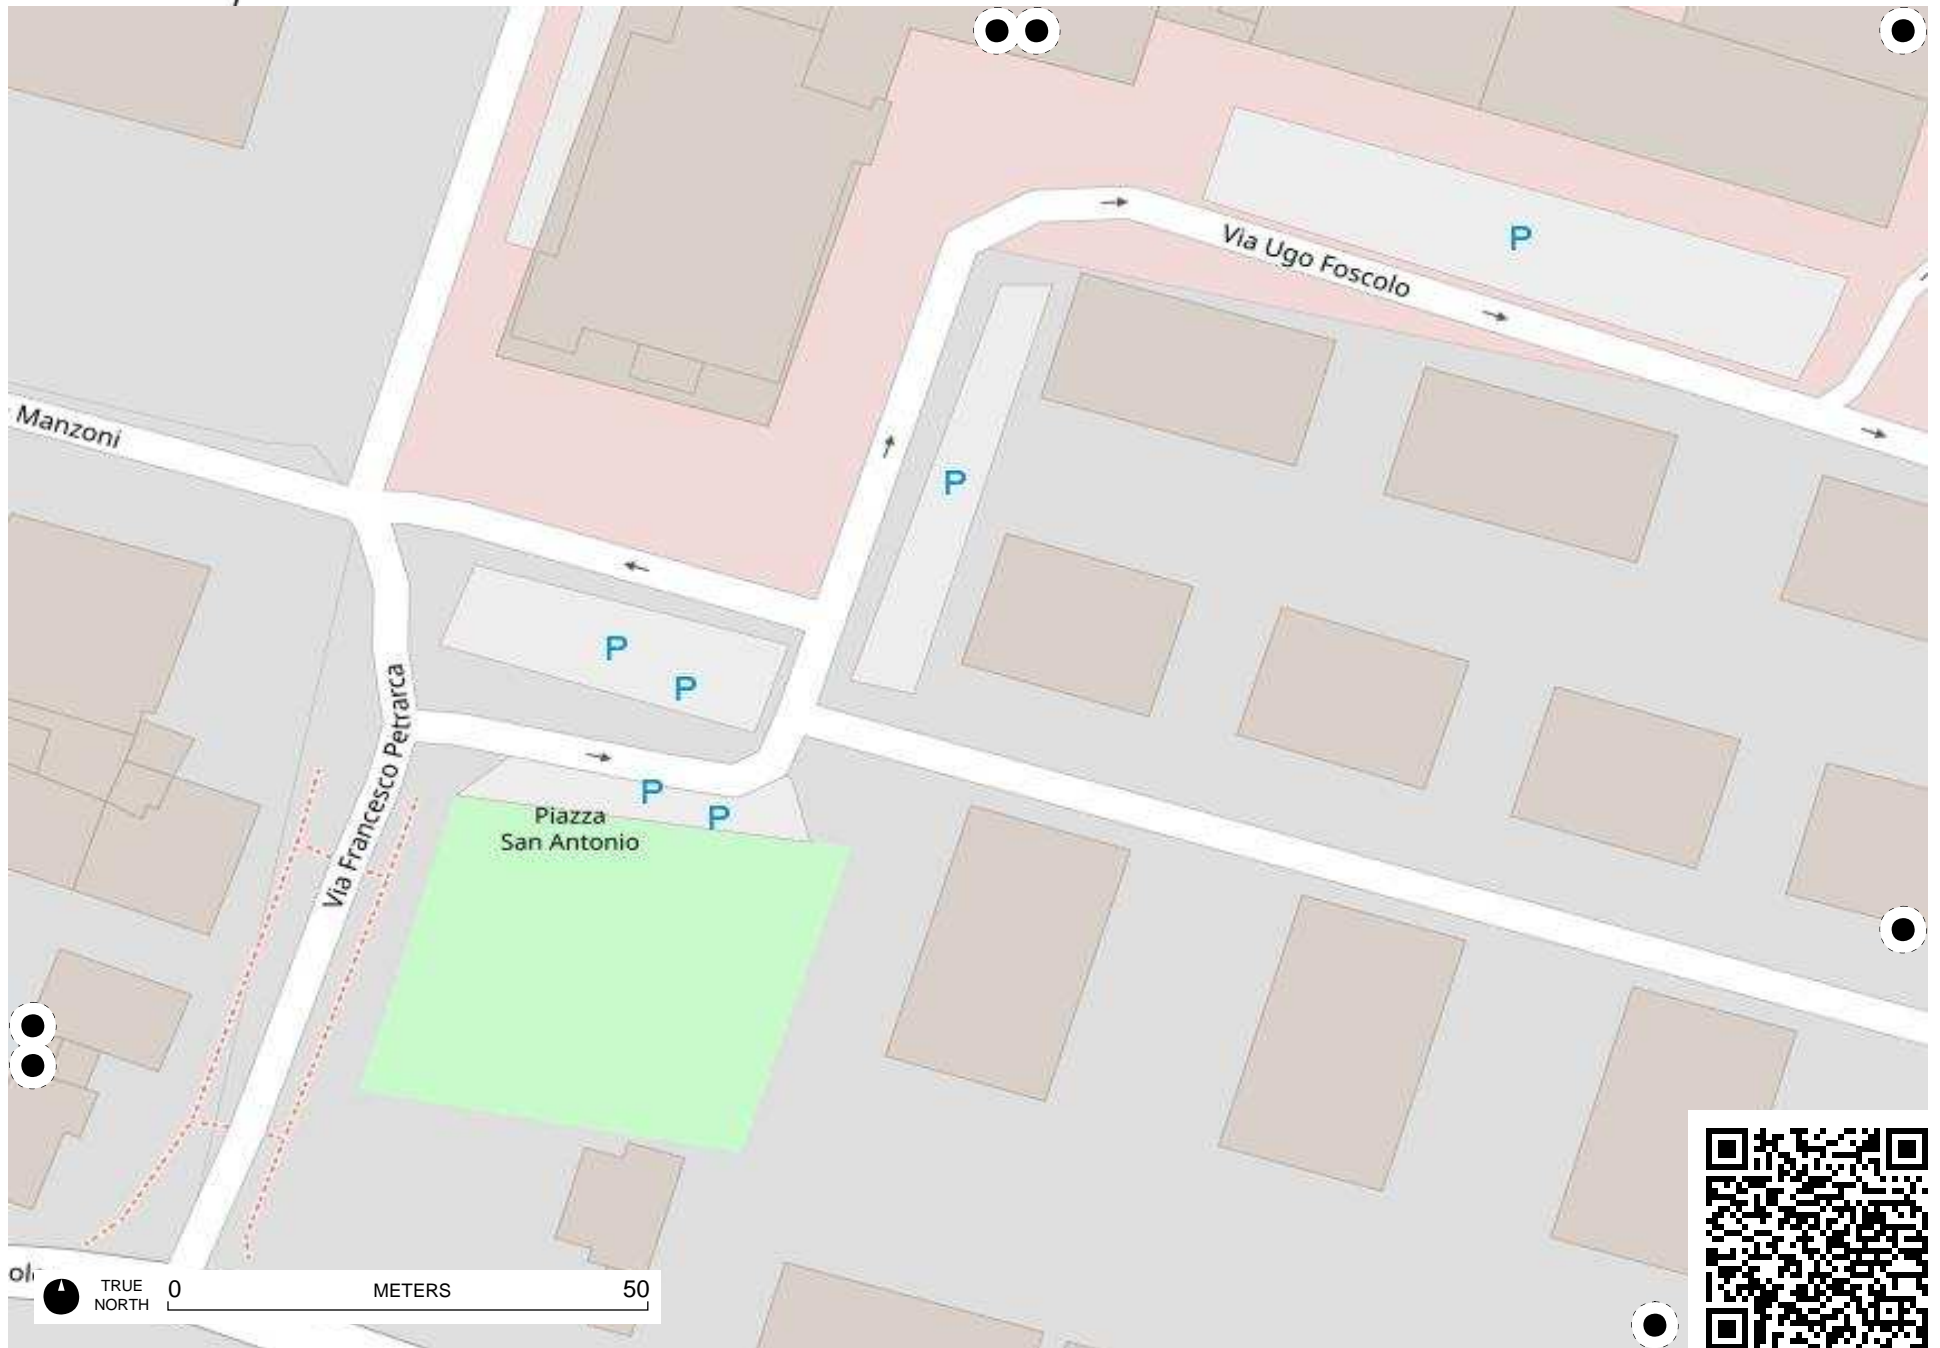 Via Ugo Foscolo
P
Manzoni
P
P
P
Via Francesco Petrarca
P
P
Piazza
San Antonio
TRUE
NORTH
0
METERS
50